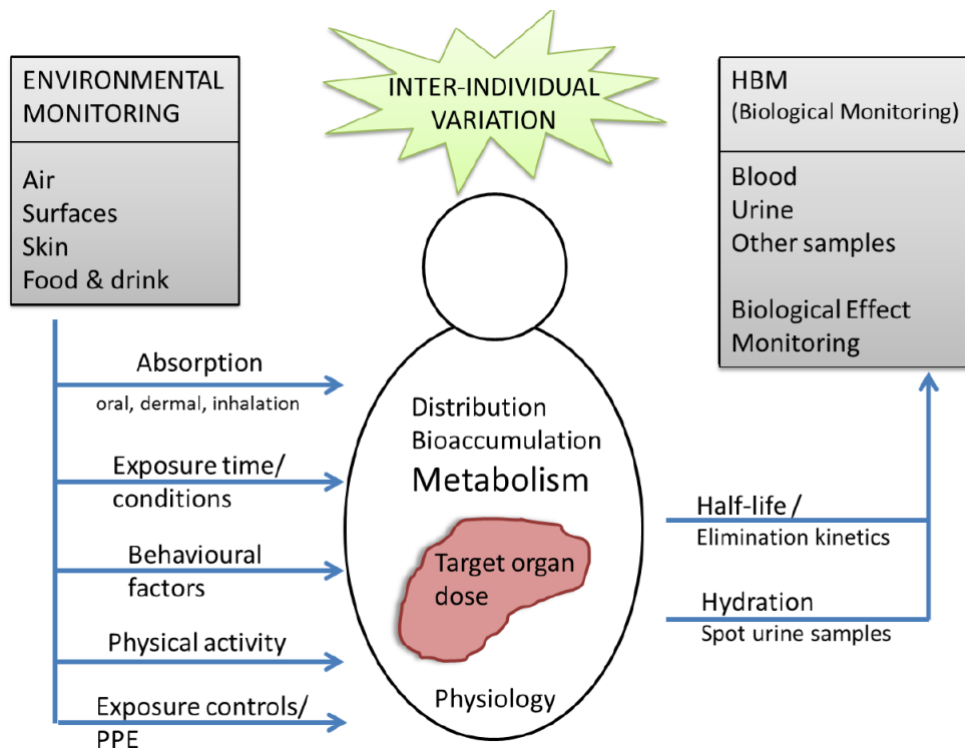 ENVIRONMENTAL
MONITORING
Air
Surfaces
Skin
Food & drink
INTER-INDIVIDUAL
VARIATION
HBM
(Biological Monitoring)
Blood
Urine
Other samples
Biological Effect
Monitoring
Absorption
oral, dermal, inhalation
Exposure time/
conditions
Behavioural
factors
Physical activity
Exposure controls/
PPE
Distribution
Bioaccumulation
Metabolism
Target organ
dose
Physiology
Half-life /
Elimination kinetics
Hydration
Spot urine samples